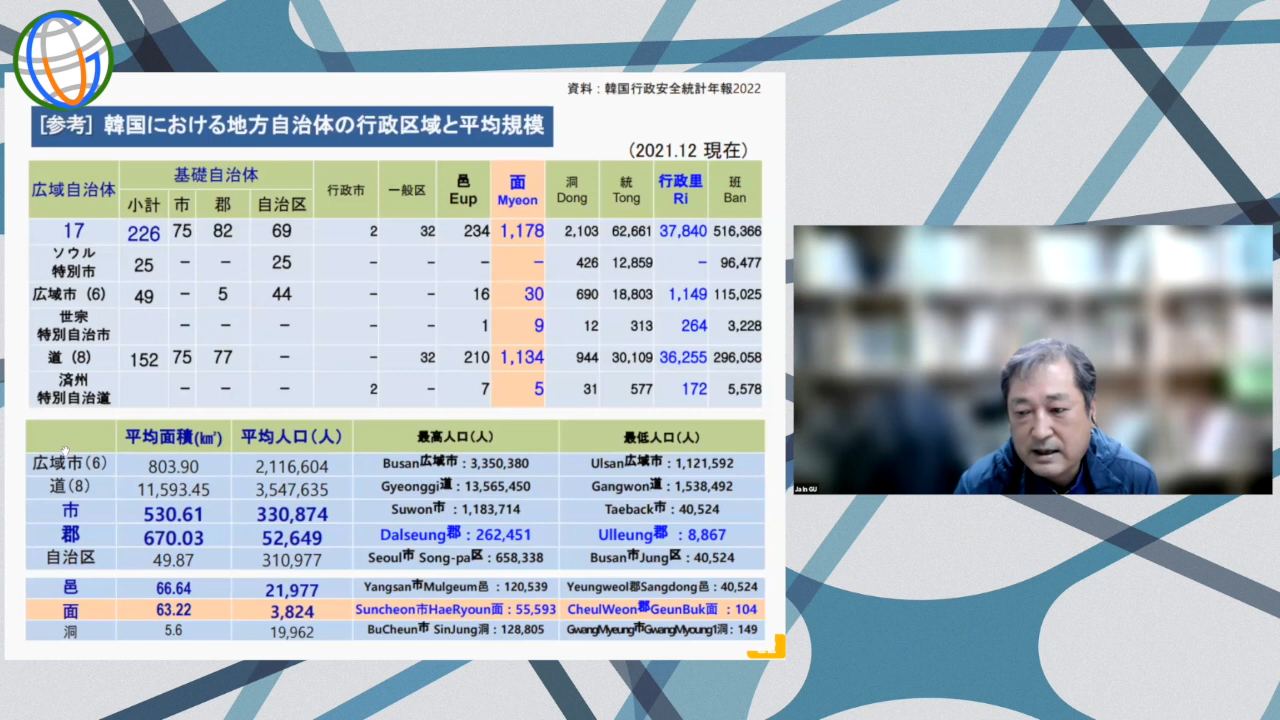 資料：韓国行政安全統計年報2022
［参考］韓国における地方自治体の行政区域と平均規模
（2021.12 現在）
広域自治体 基礎自治体 行政市 一般区 邑 Eup 面 Myeon 洞 Dong 統 Tong 行政里 Ri 班 Ban
小計 市 郡 自治区
17 226 75 82 69 2 32 234 1,178 2,103 62,661 37,840 516,366
ソウル特別市 25 － － 25 － － － － 426 12,859 － 96,477
広域市（6） 49 － 5 44 － － 16 30 690 18,803 1,149 115,025
世宗特別自治市 － － － － － 1 9 12 313 264 3,228
道（8） 152 75 77 － － 32 210 1,134 944 30,109 36,255 296,058
済州特別自治道 － － － 2 － 7 5 31 577 172 5,578
平均面積(㎢) 平均人口（人） 最高人口（人） 最低人口（人）
広域市（6） 803.90 2,116,604 Busan広域市：3,350,380 Ulsan広域市：1,121,592
道（8） 11,593.45 3,547,635 Gyeonggi道：13,565,450 Gangwon道：1,538,492
市 530.61 330,874 Suwon市 ：1,183,714 Taeback市：40,524
郡 670.03 52,649 Dalseung郡：262,451 Ulleung郡 ：8,867
自治区 49.87 310,977 Seoul市 Song-pa区：658,338 Busan市Jung区：40,524
邑 66.64 21,977 Yangsan市Mulgeum邑 ：120,539 Yeungweol郡Sangdong邑：40,524
面 63.22 3,824 Suncheon市HaeRyoun面：55,593 CheulWeon郡GeunBuk面 ：104
洞 5.6 19,962 BuCheun市 SinJung洞：128,805 GwangMyeung市GwangMyoung1洞：149
Ja In GU